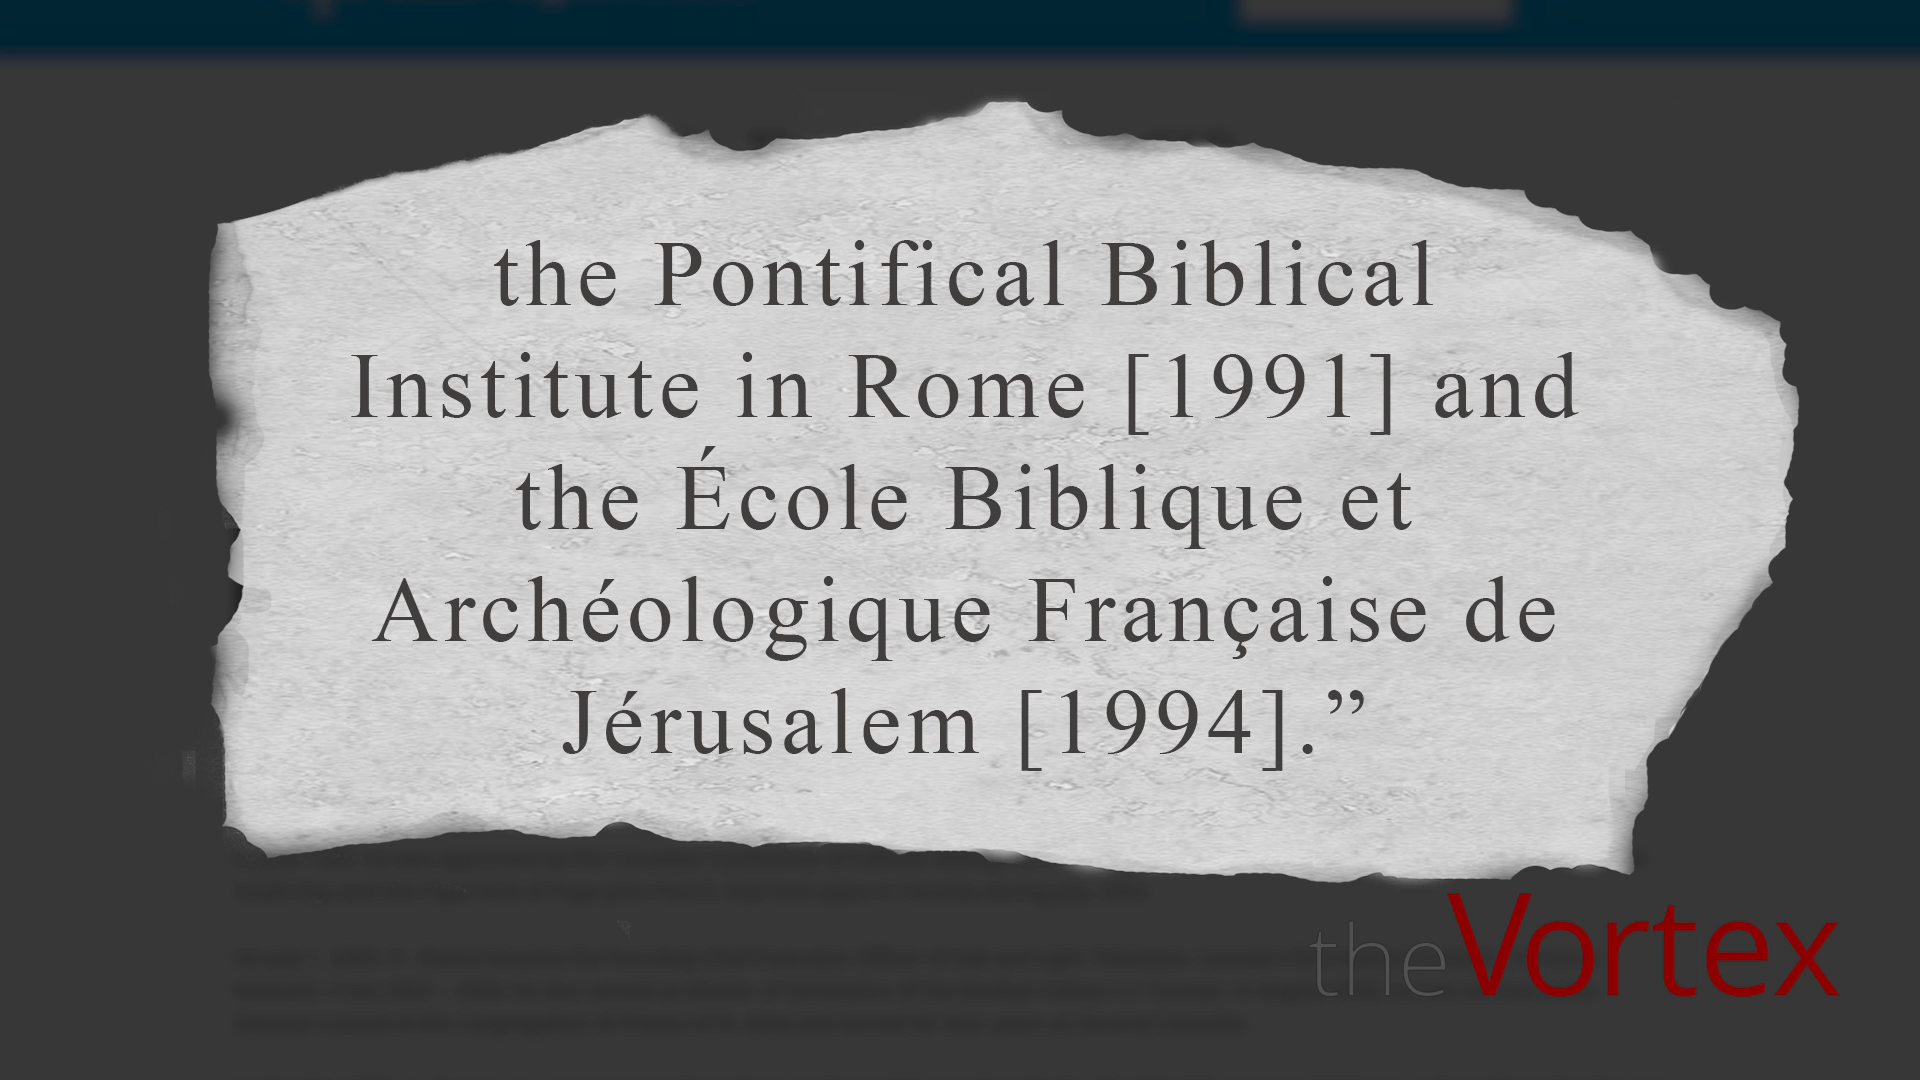 the Pontifical Biblical
Institute in Rome [1991] and
the École Biblique et
Archéologique Française de
Jérusalem [1994].”
theVortex